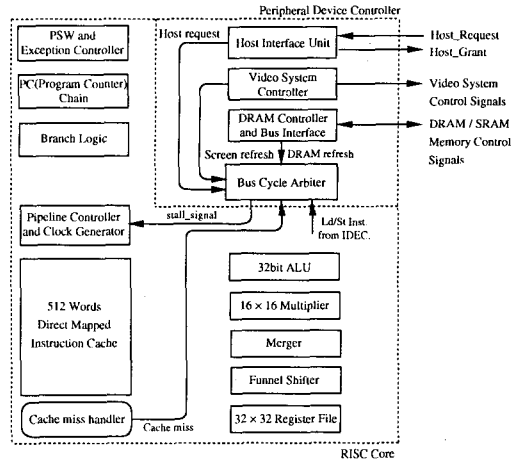 Peripheral Device Controller
PSW and
Exception Controller
Host request
Host Interface Unit
Host_Request
Host_Grant
PC(Program Counter)
Chain
Video System
Controller
Video System
Control Signals
Branch Logic
DRAM Controller
and Bus Interface
DRAM / SRAM
Memory Control
Signals
Screen refresh
DRAM refresh
Bus Cycle Arbiter
Pipeline Controller
and Clock Generator
stall_signal
Ld/St Inst.
from IDEC.
512 Words
Direct Mapped
Instruction Cache
32bit ALU
16 × 16 Multiplier
Merger
Funnel Shifter
32 × 32 Register File
Cache miss handler
Cache miss
RISC Core